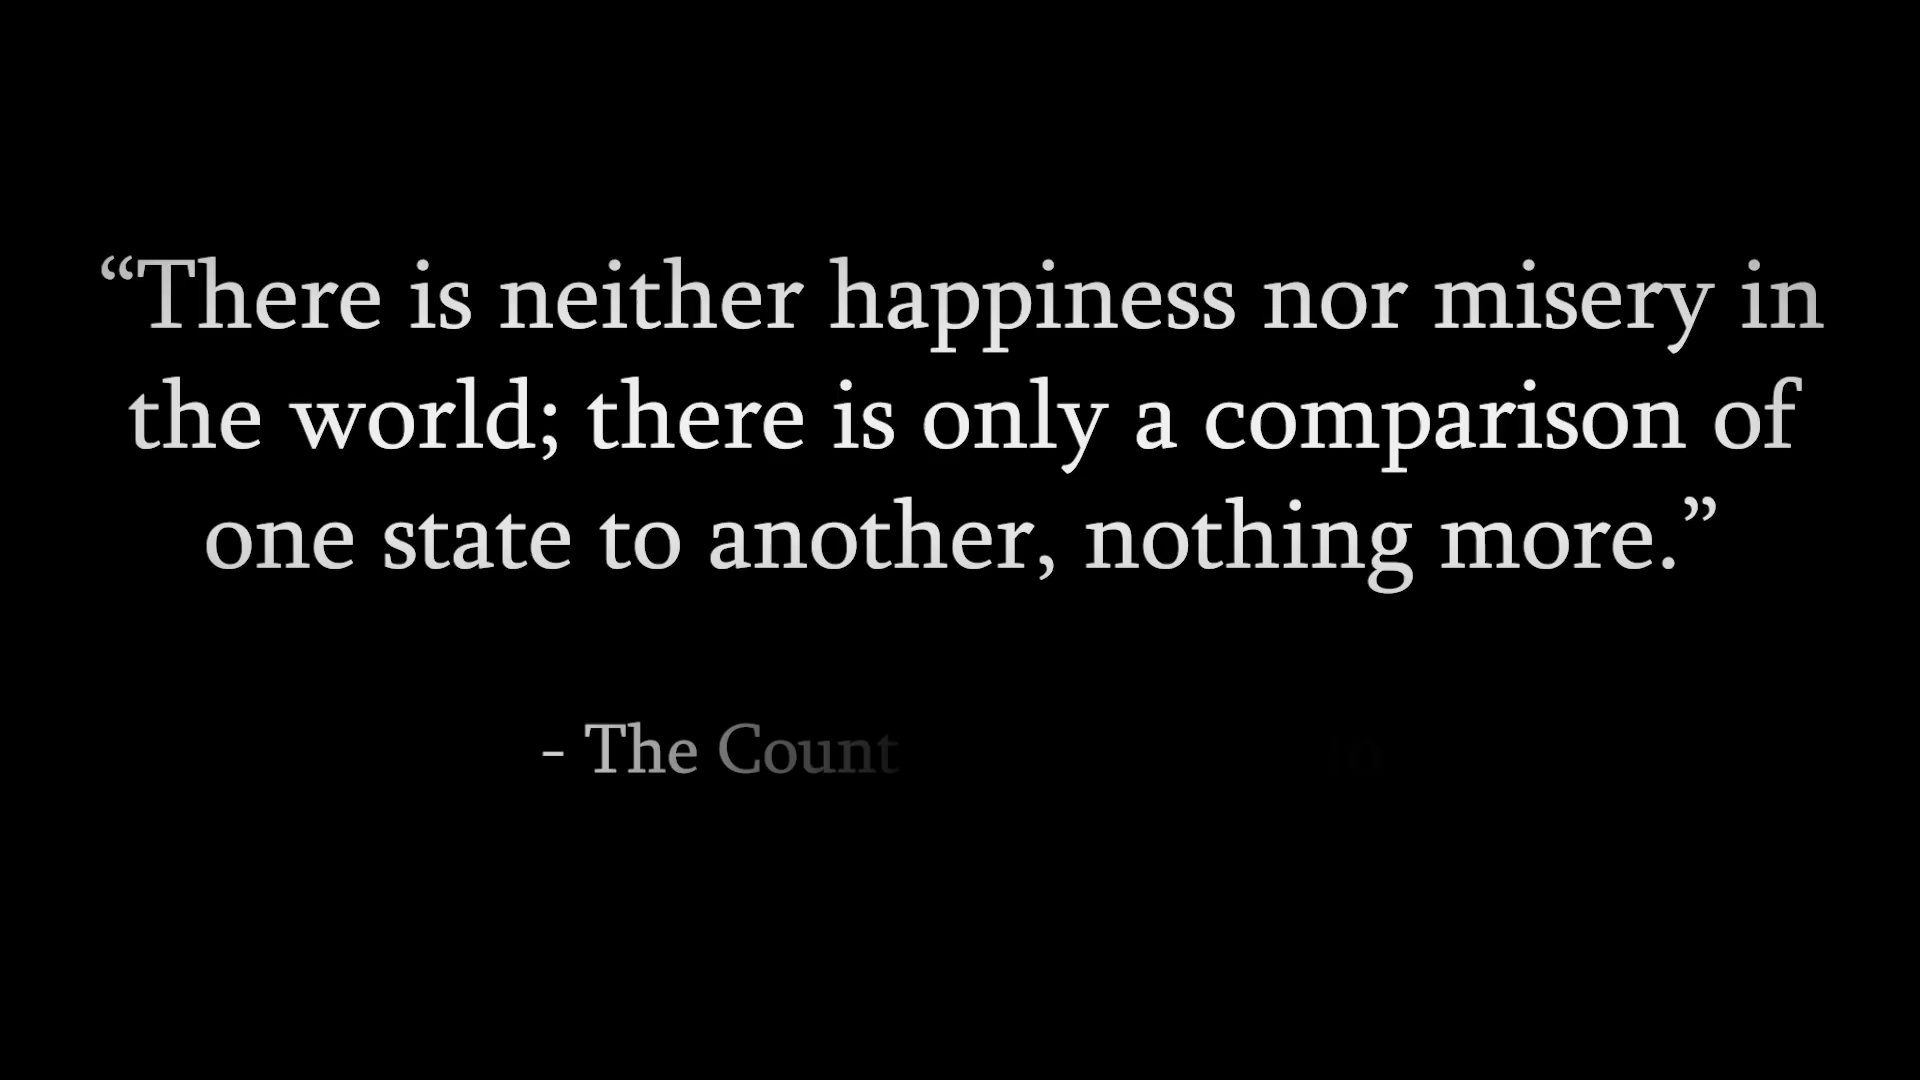 “There is neither happiness nor misery in
the world; there is only a comparison of
one state to another, nothing more.”
- The Count